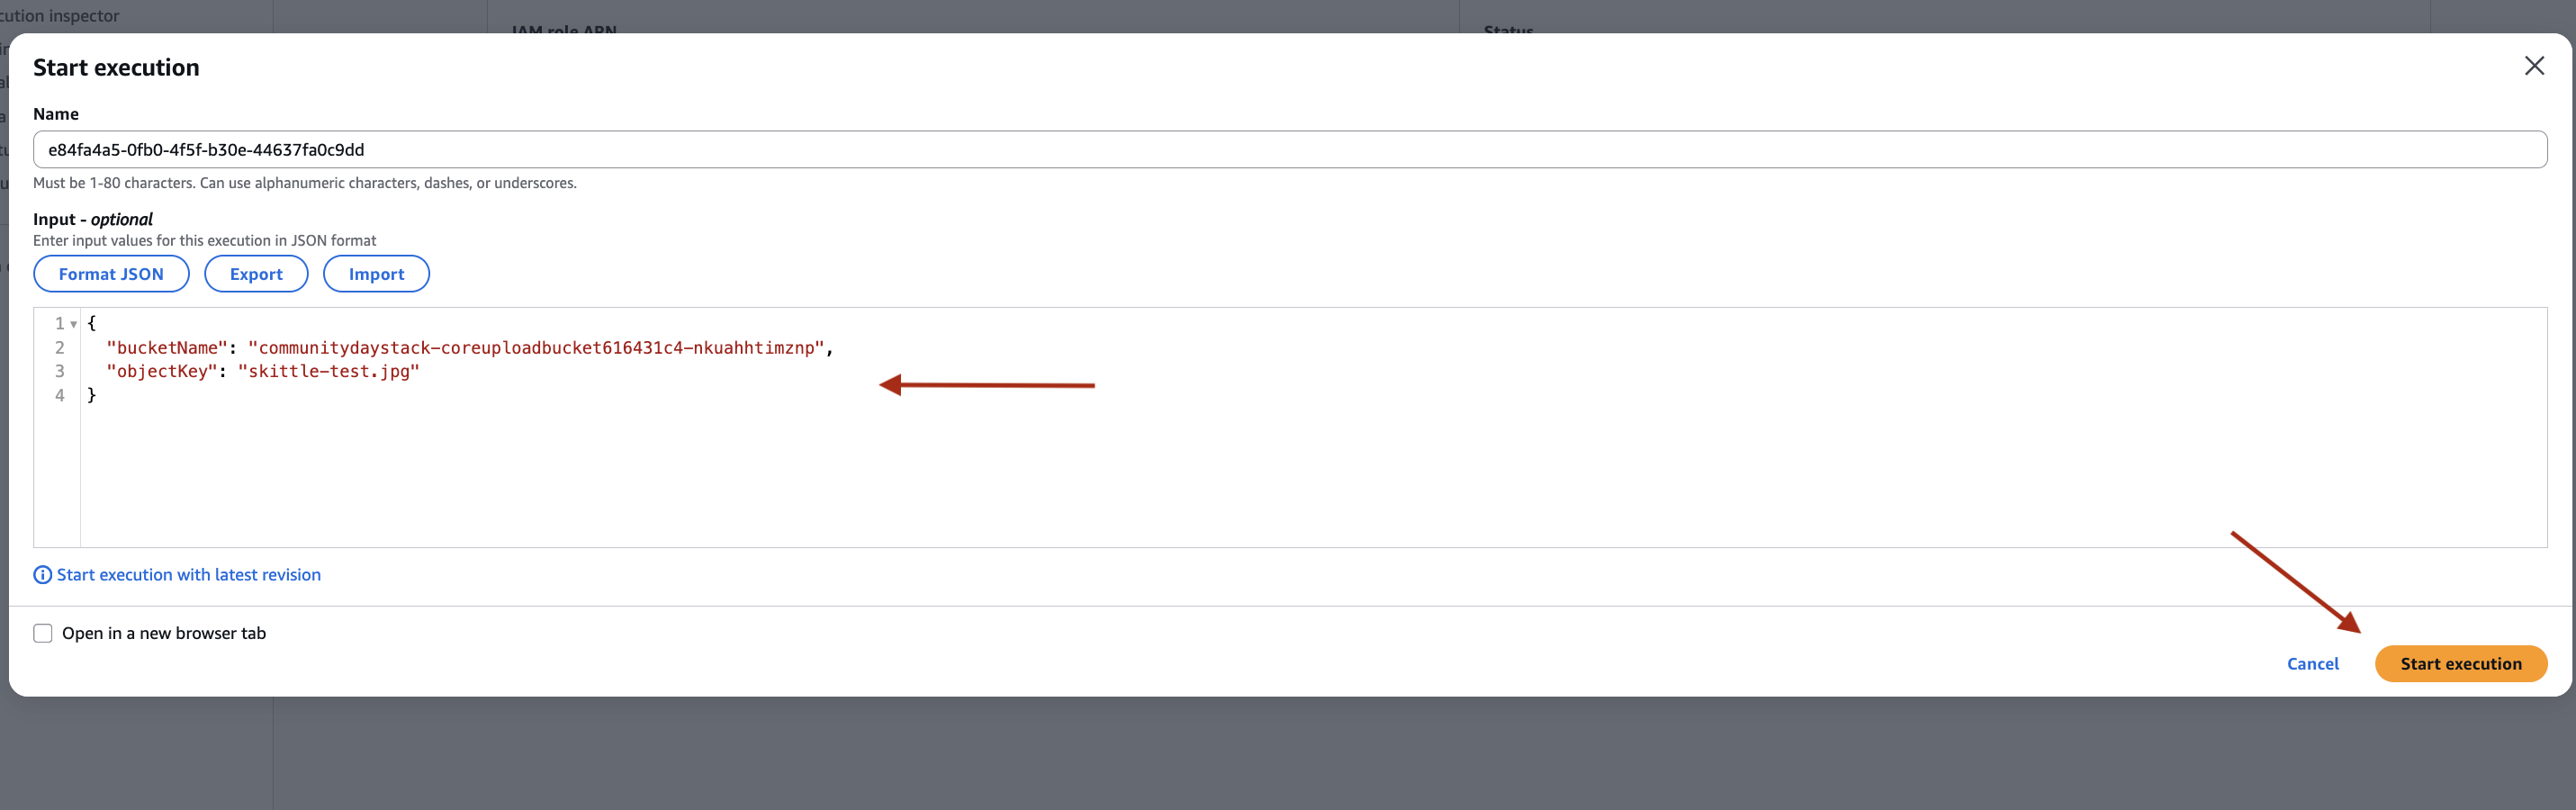 cution inspector
IAM role ARN
Status
Start execution
Name
e84fa4a5-0fb0-4f5f-b30e-44637fa0c9dd
Must be 1-80 characters. Can use alphanumeric characters, dashes, or underscores.
Input - optional
Enter input values for this execution in JSON format
Format JSON
Export
Import
1 {
2 "bucketName": "communitydaystack-coreuploadbucket616431c4-nkuahhtimznp",
3 "objectKey": "skittle-test.jpg"
4 }
Start execution with latest revision
Open in a new browser tab
Cancel
Start execution